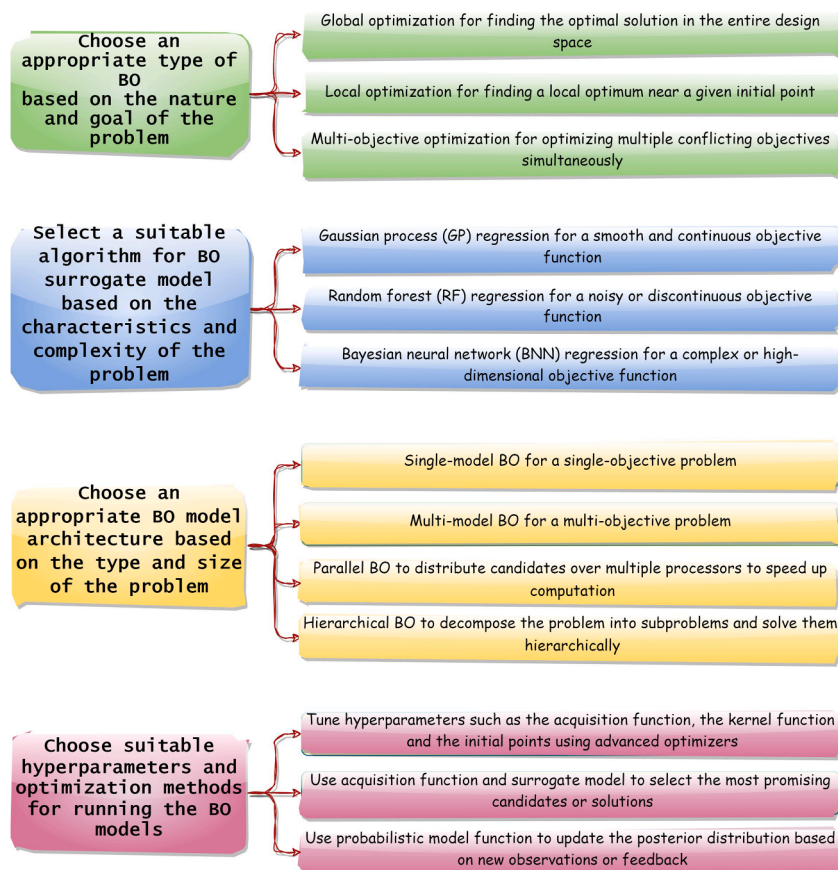 Choose an
appropriate type of
BO
based on the nature
and goal of the
problem
Global optimization for finding the optimal solution in the entire design
space
Local optimization for finding a local optimum near a given initial point
Multi-objective optimization for optimizing multiple conflicting objectives
simultaneously
Select a suitable
algorithm for BO
surrogate model
based on the
characteristics and
complexity of the
problem
Gaussian process (GP) regression for a smooth and continuous objective
function
Random forest (RF) regression for a noisy or discontinuous objective
function
Bayesian neural network (BNN) regression for a complex or high-
dimensional objective function
Choose an
appropriate BO model
architecture based
on the type and size
of the problem
Single-model BO for a single-objective problem
Multi-model BO for a multi-objective problem
Parallel BO to distribute candidates over multiple processors to speed up
computation
Hierarchical BO to decompose the problem into subproblems and solve them
hierarchically
Choose suitable
hyperparameters and
optimization methods
for running the BO
models
Tune hyperparameters such as the acquisition function, the kernel function
and the initial points using advanced optimizers
Use acquisition function and surrogate model to select the most promising
candidates or solutions
Use probabilistic model function to update the posterior distribution based
on new observations or feedback